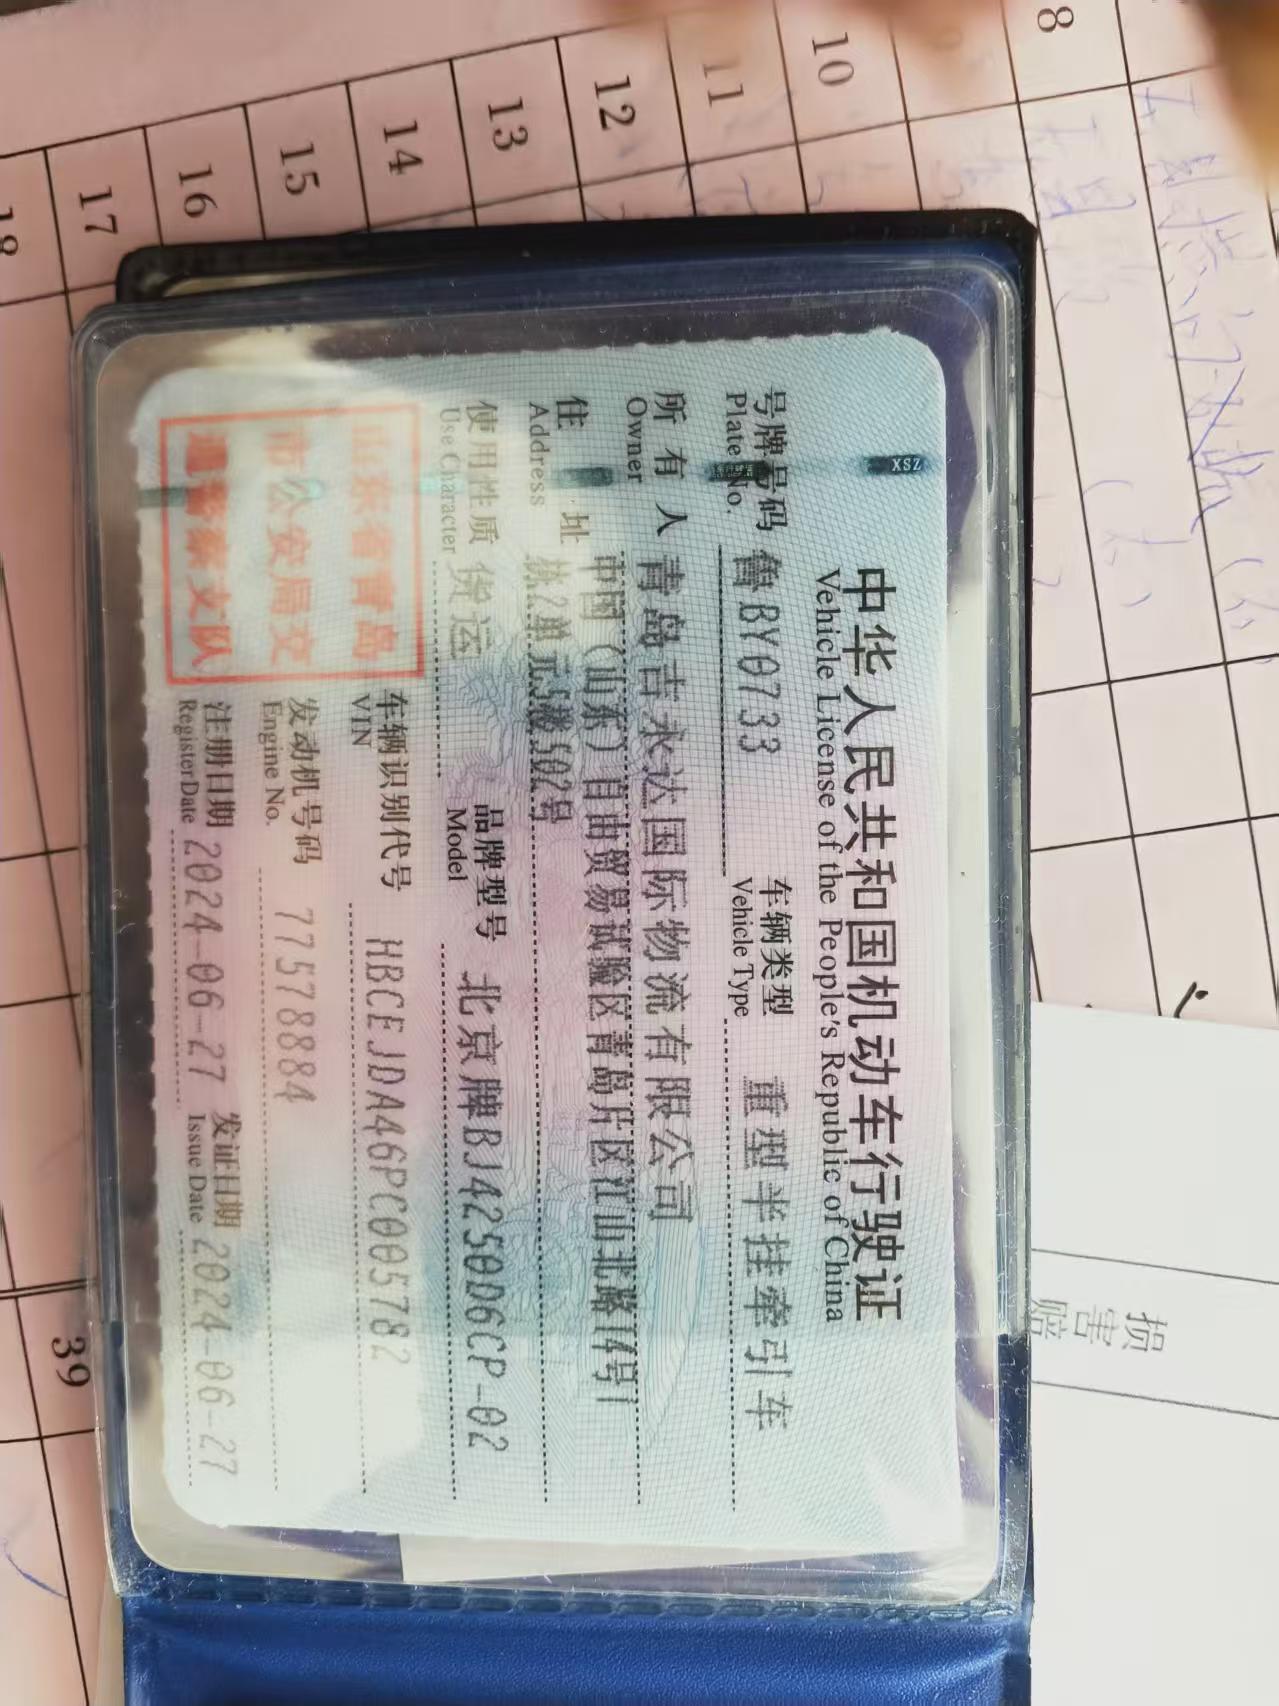 中华人民共和国机动车行驶证
Vehicle License of the People's Republic of China
XSZ
号牌号码 鲁BY0733 车辆类型 重型半挂牵引车
Plate No. Vehicle Type
所有人 青岛吉永达国际物流有限公司
Owner
住址 中国（山东）自由贸易试验区青岛片区江山北路14号1
Address 栋2单元5楼502号
使用性质 货运 品牌型号 北京牌BJ4250D6CP-02
Use Character Model
山东省青岛
市公安局交
通警察支队
车辆识别代号 HBCEJDA46PC005782
VIN
发动机号码 77578884
Engine No.
注册日期 2024-06-27 发证日期 2024-06-27
Register Date Issue Date
8
10
11
12
13
14
15
16
17
18
39
损害
赔